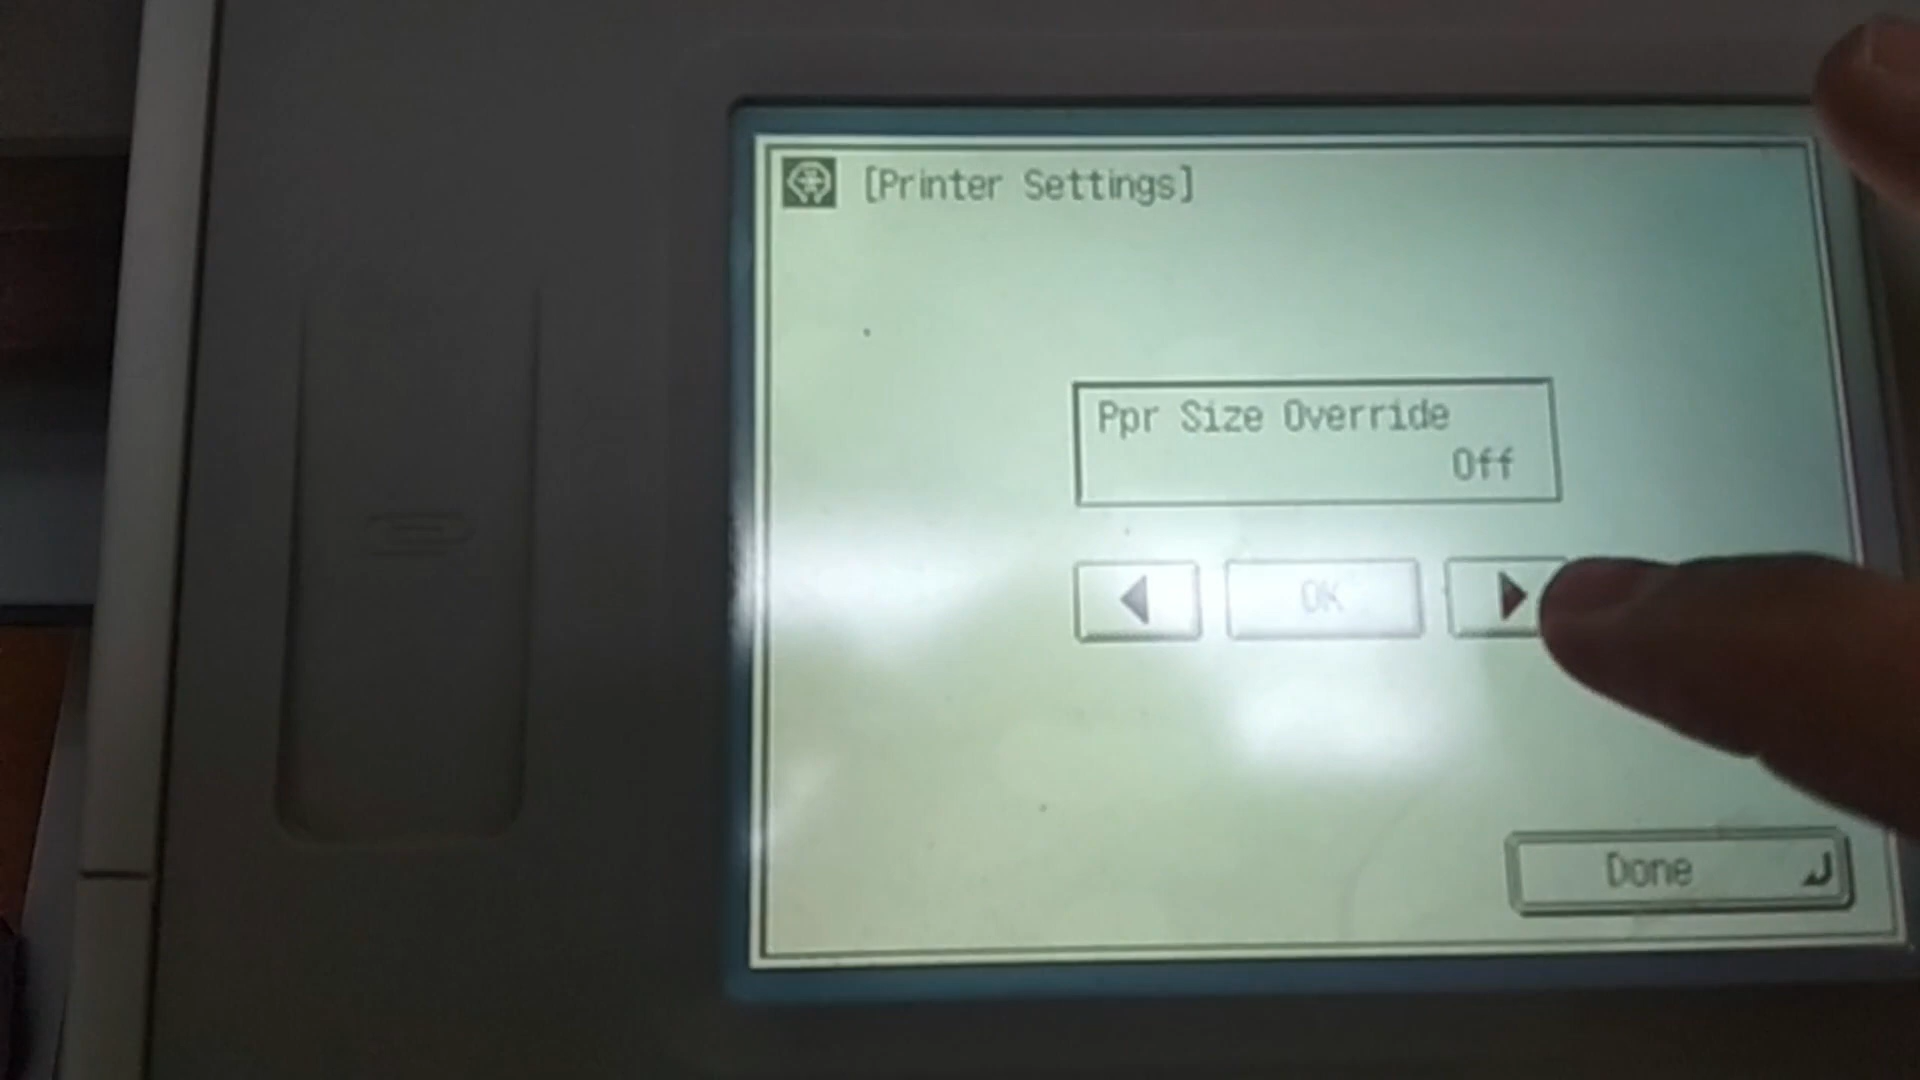 [Printer Settings]
Ppr Size Override
Off
OK
Done